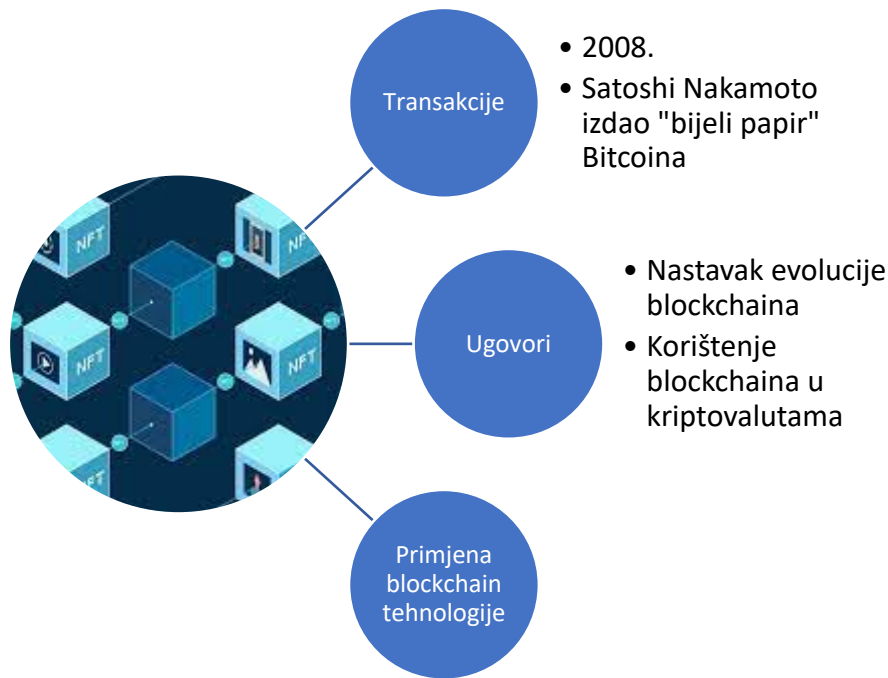 Transakcije
• 2008.
• Satoshi Nakamoto
izdao "bijeli papir"
Bitcoina
NFT
NFT
NFT
NFT
Ugovori
• Nastavak evolucije
blockchaina
• Korištenje
blockchaina u
kriptovalutama
Primjena
blockchain
tehnologije